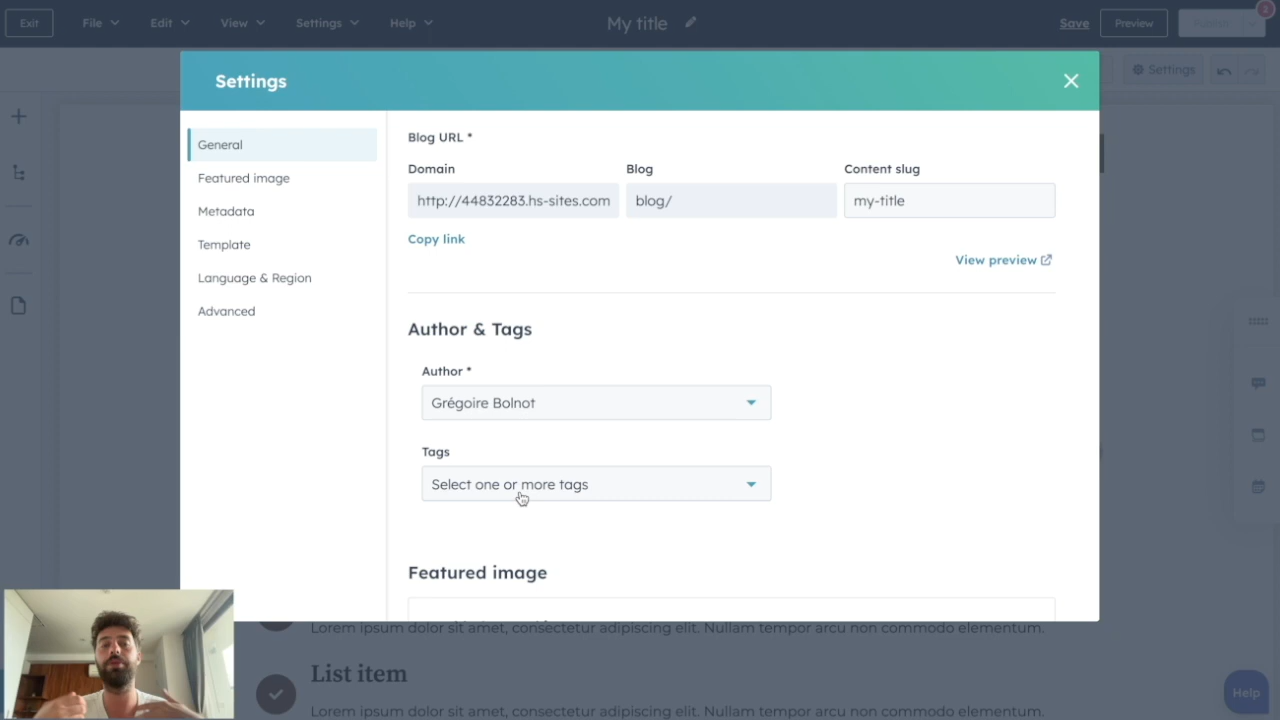 Exit File Edit View Settings Help My title Save Preview Publish
Settings
Settings
General
Featured image
Metadata
Template
Language & Region
Advanced
Blog URL *
Domain Blog Content slug
http://44832283.hs-sites.com blog/ my-title
Copy link
View preview
Author & Tags
Author *
Grégoire Bolnot
Tags
Select one or more tags
Featured image
Lorem ipsum dolor sit amet, consectetur adipiscing elit. Nullam tempor arcu non commodo elementum.
List item
Lorem ipsum dolor sit amet, consectetur adipiscing elit. Nullam tempor arcu non commodo elementum.
Help